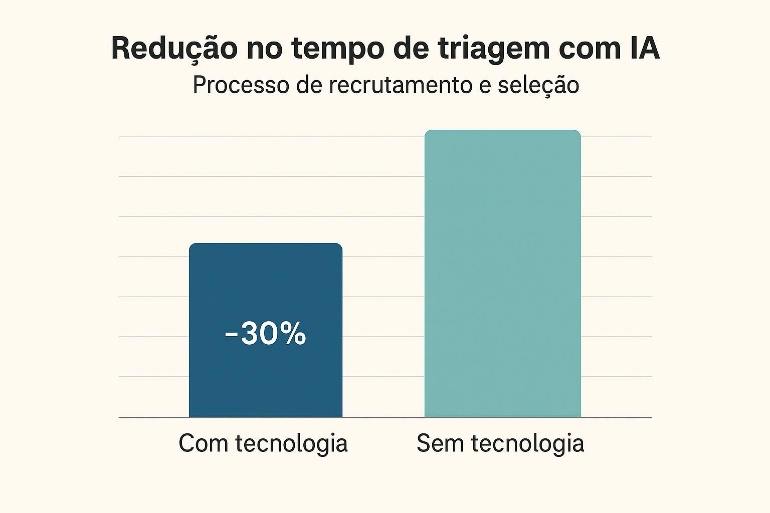 Redução no tempo de triagem com IA
Processo de recrutamento e seleção
-30%
Com tecnologia
Sem tecnologia